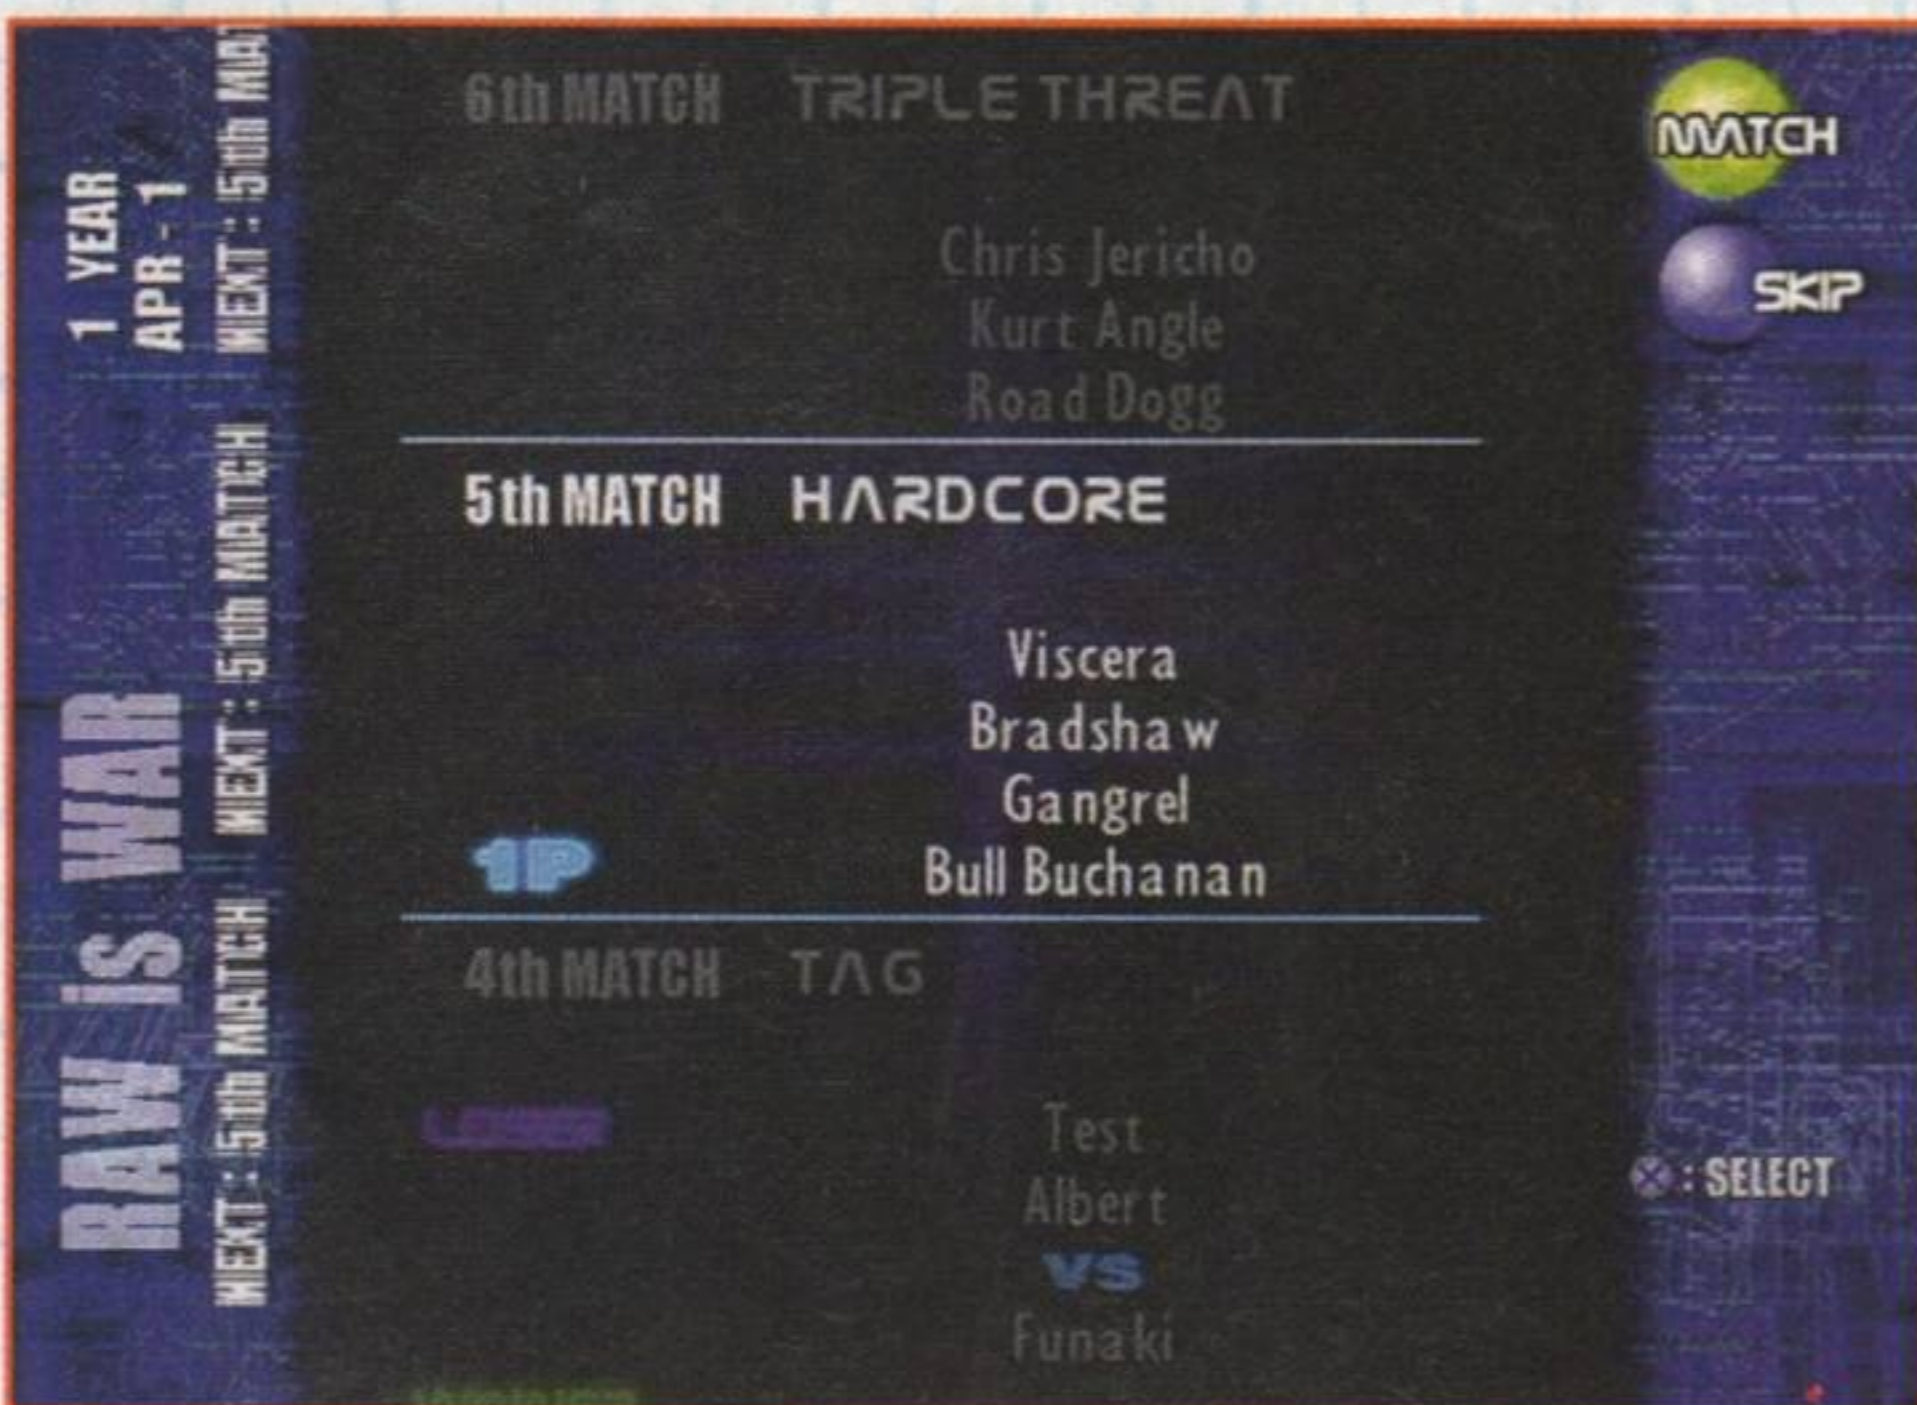 1 YEAR
APR-1
RAW is WAR
NEXT : 5th MATCH NEXT : 5th MATCH NEXT : 5th MAT
6th MATCH TRIPLE THREAT
Chris Jericho
Kurt Angle
Road Dogg
5th MATCH HARDCORE
Viscera
Bradshaw
Gangrel
1P Bull Buchanan
4th MATCH TAG
LOSER
Test
Albert
VS
Funaki
MATCH
SKIP
: SELECT